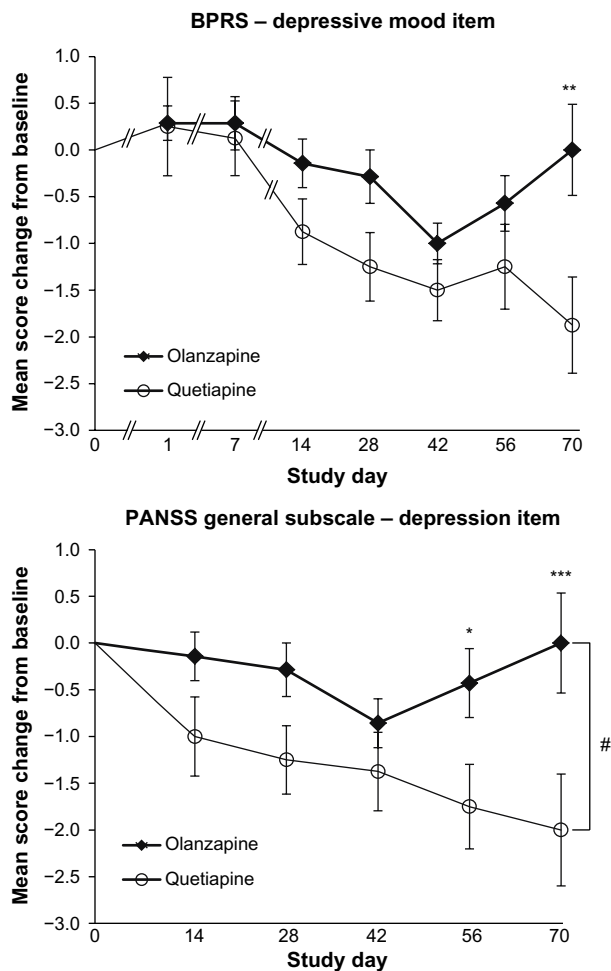 BPRS – depressive mood item
Mean score change from baseline
1.0
0.5
0.0
−0.5
−1.0
−1.5
−2.0
−2.5
−3.0
**
Olanzapine
Quetiapine
0 1 7 14 28 42 56 70
Study day
PANSS general subscale – depression item
Mean score change from baseline
1.0
0.5
0.0
−0.5
−1.0
−1.5
−2.0
−2.5
−3.0
*
***
#
Olanzapine
Quetiapine
0 14 28 42 56 70
Study day